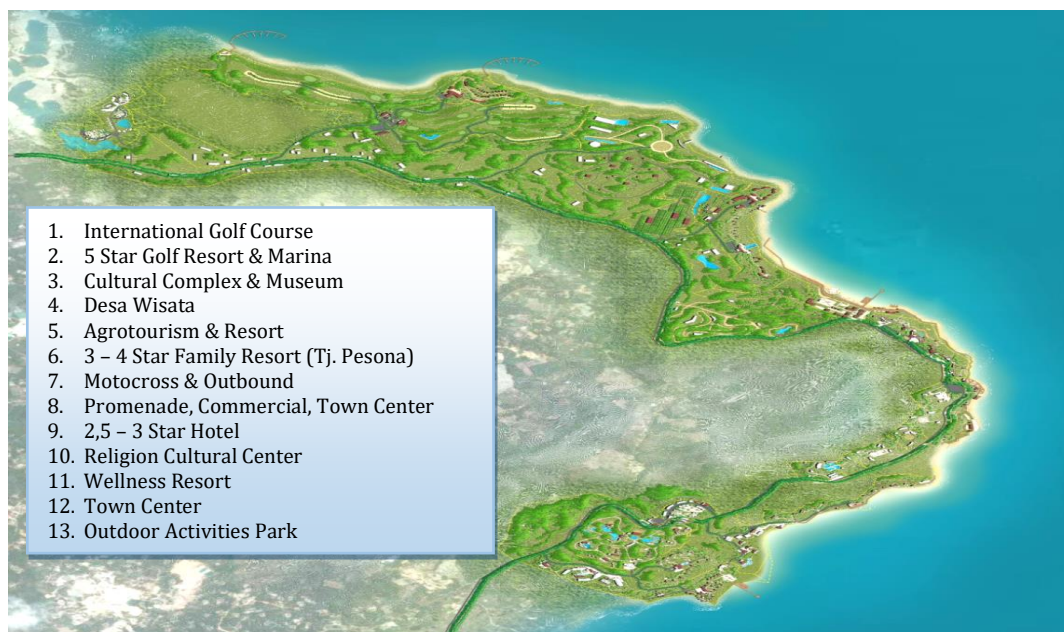 1. International Golf Course
2. 5 Star Golf Resort & Marina
3. Cultural Complex & Museum
4. Desa Wisata
5. Agrotourism & Resort
6. 3 – 4 Star Family Resort (Tj. Pesona)
7. Motocross & Outbound
8. Promenade, Commercial, Town Center
9. 2,5 – 3 Star Hotel
10. Religion Cultural Center
11. Wellness Resort
12. Town Center
13. Outdoor Activities Park